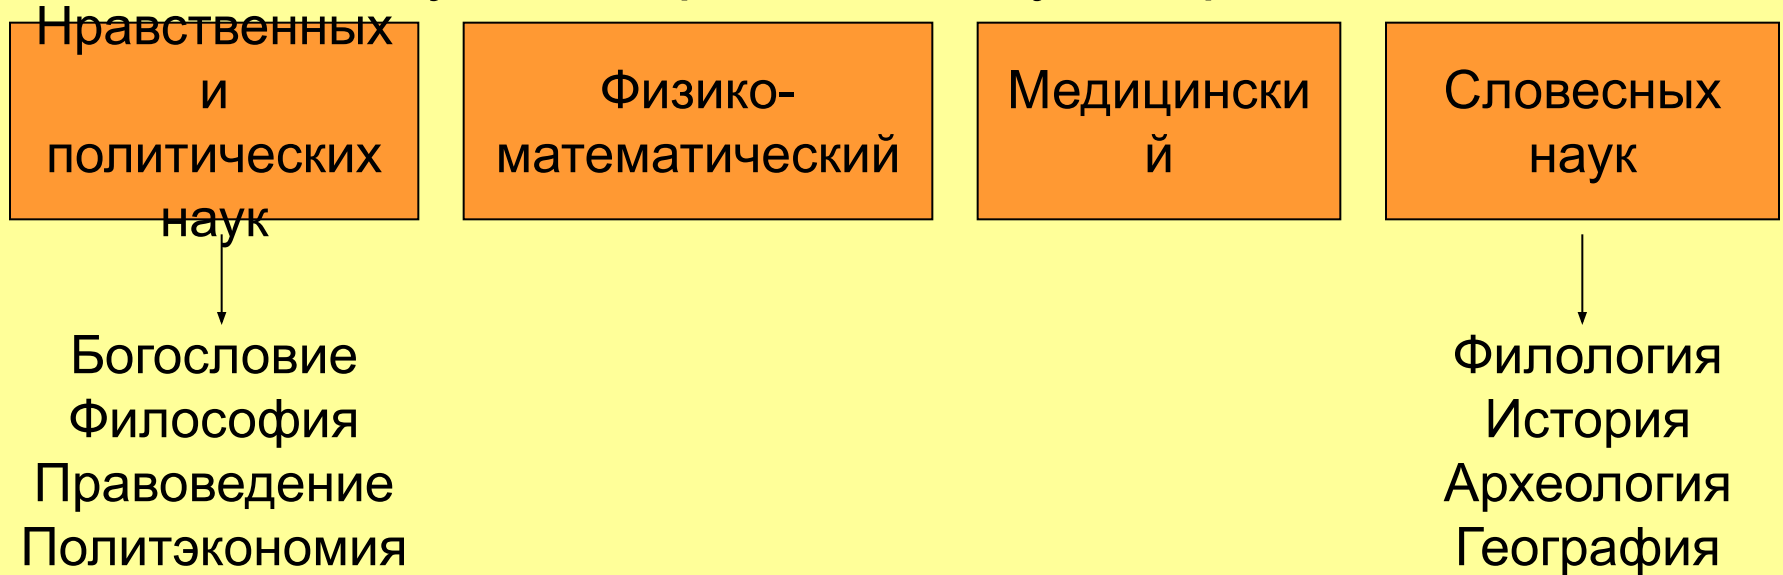 Нравственных
и
политических
наук
Физико-
математический
Медицински
й
Словесных
наук
Богословие
Философия
Правоведение
Политэкономия
Филология
История
Археология
География